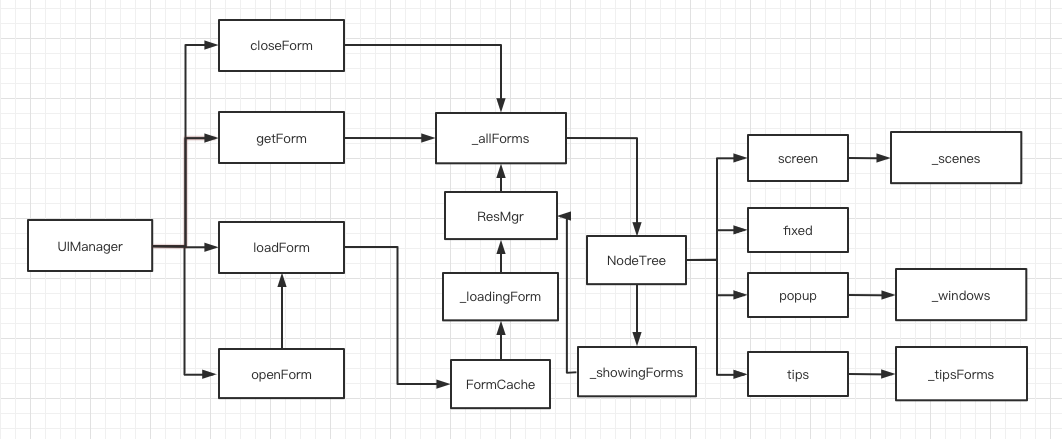 closeForm
getForm
_allForms
screen
_scenes
ResMgr
fixed
UIManager
loadForm
NodeTree
_loadingForm
popup
_windows
openForm
FormCache
_showingForms
tips
_tipsForms